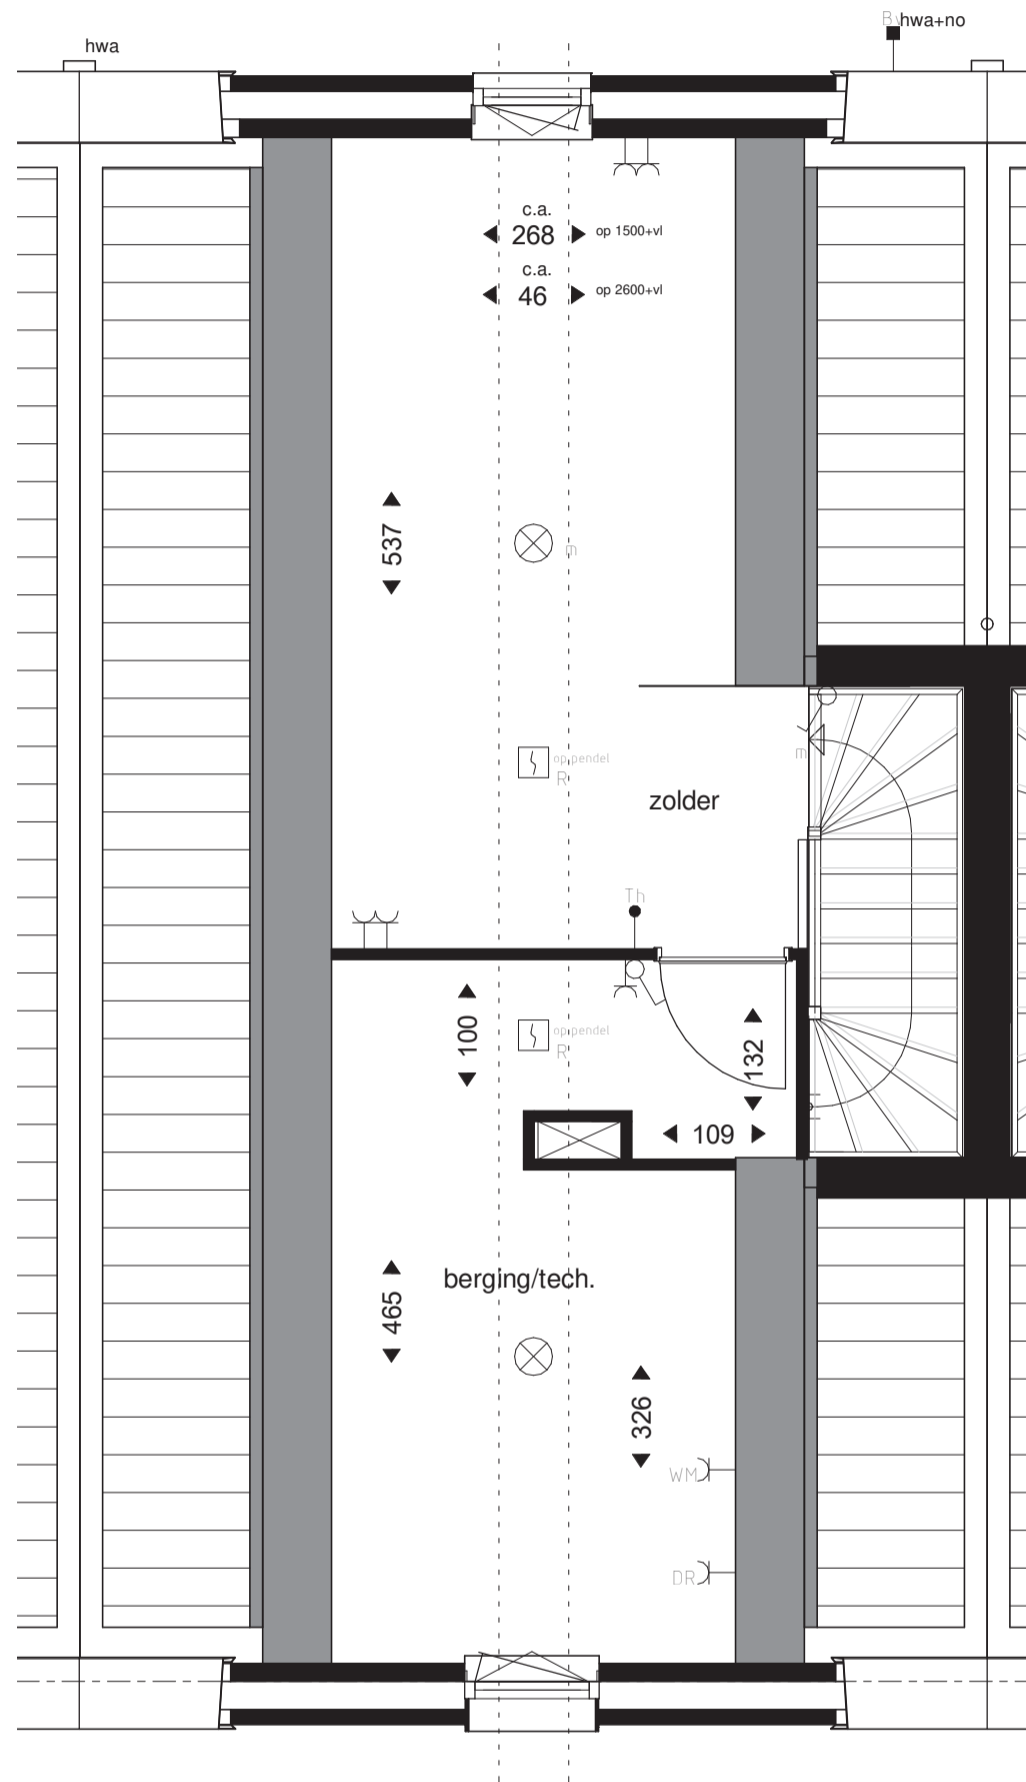 hwa
hwa+no
c.a.
268
op 1500+vl
c.a.
46
op 2600+vl
537
m
op pendel
R
m
zolder
Th
100
op pendel
R
132
109
berging/tech.
465
326
WM
DR